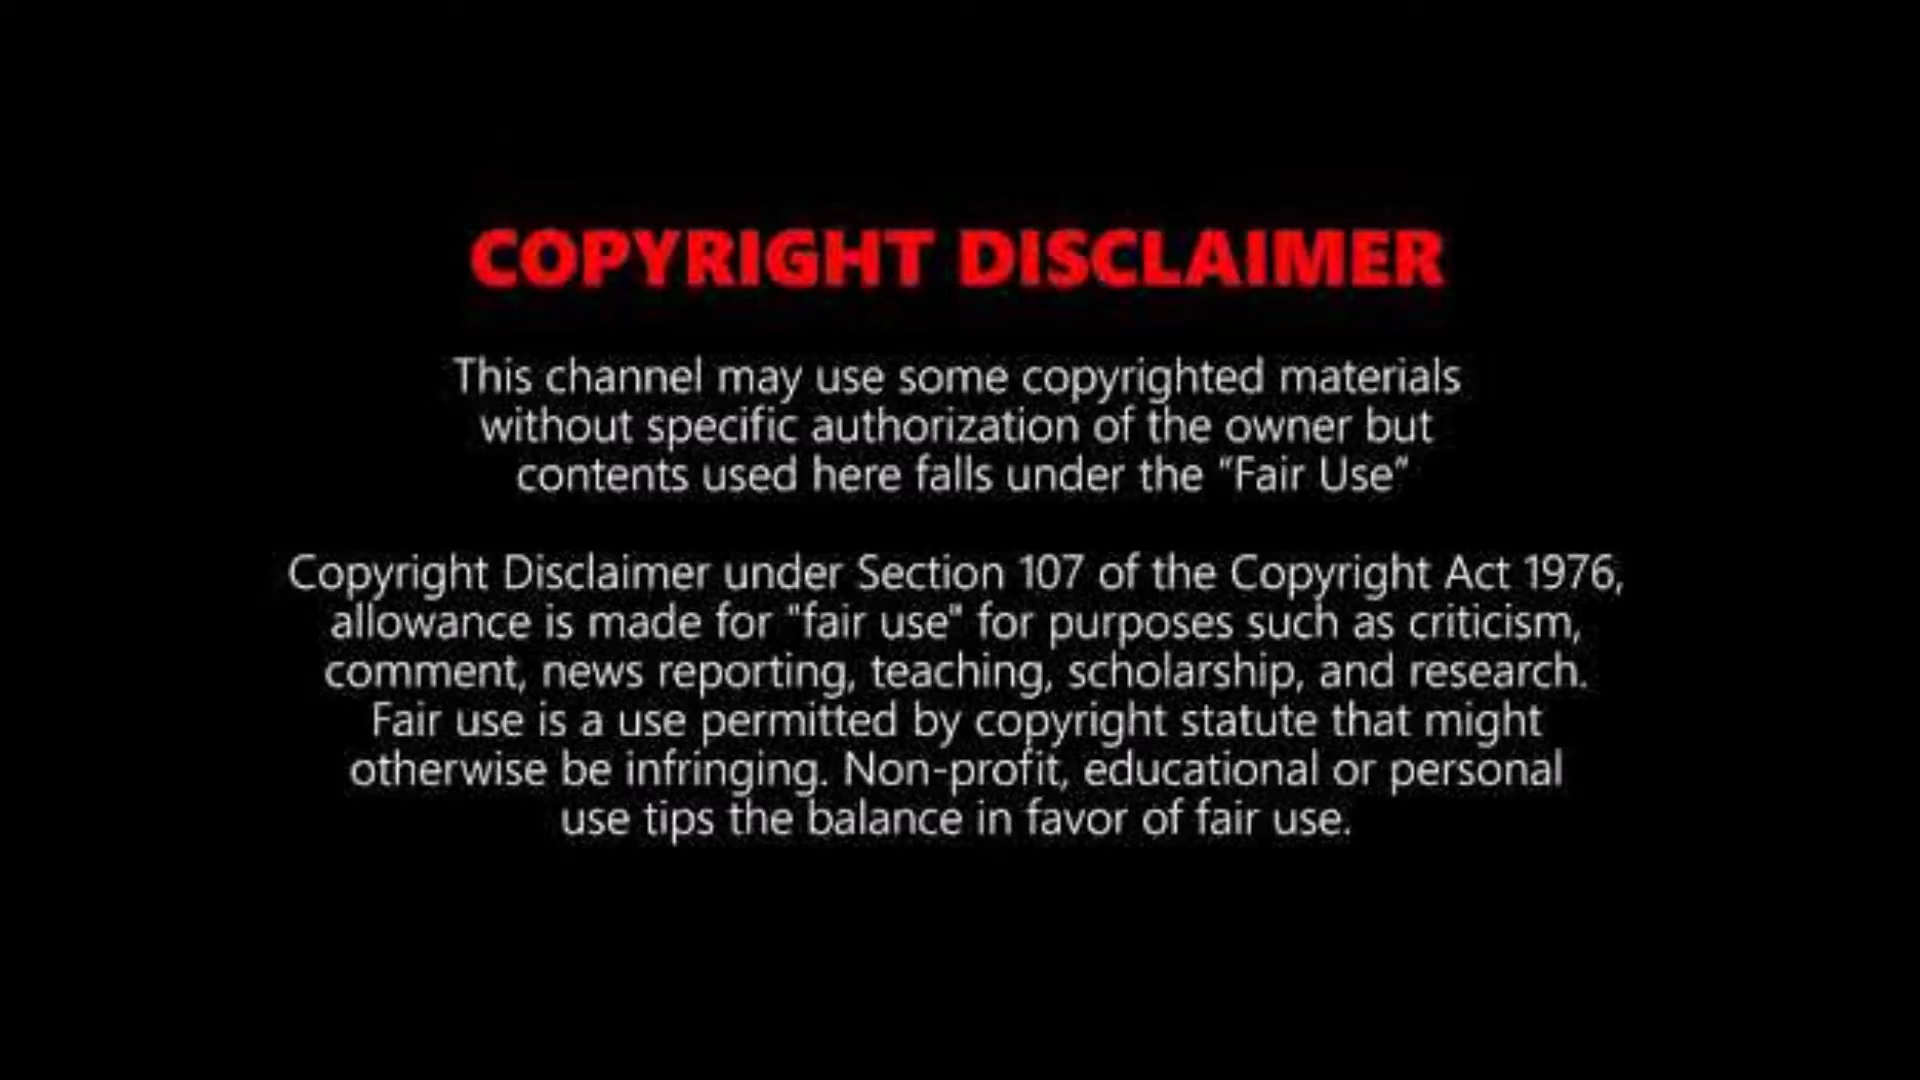 COPYRIGHT DISCLAIMER
This channel may use some copyrighted materials
without specific authorization of the owner but
contents used here falls under the “Fair Use”
Copyright Disclaimer under Section 107 of the Copyright Act 1976,
allowance is made for "fair use" for purposes such as criticism,
comment, news reporting, teaching, scholarship, and research.
Fair use is a use permitted by copyright statute that might
otherwise be infringing. Non-profit, educational or personal
use tips the balance in favor of fair use.